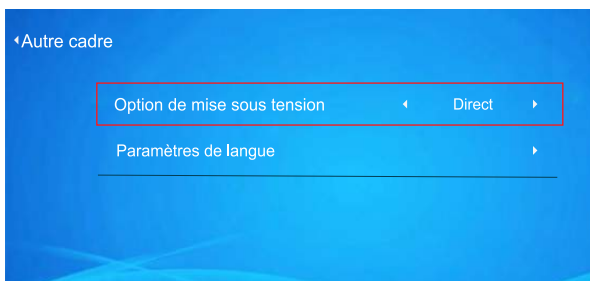 Autre cadre
Option de mise sous tension Direct
Paramètres de langue